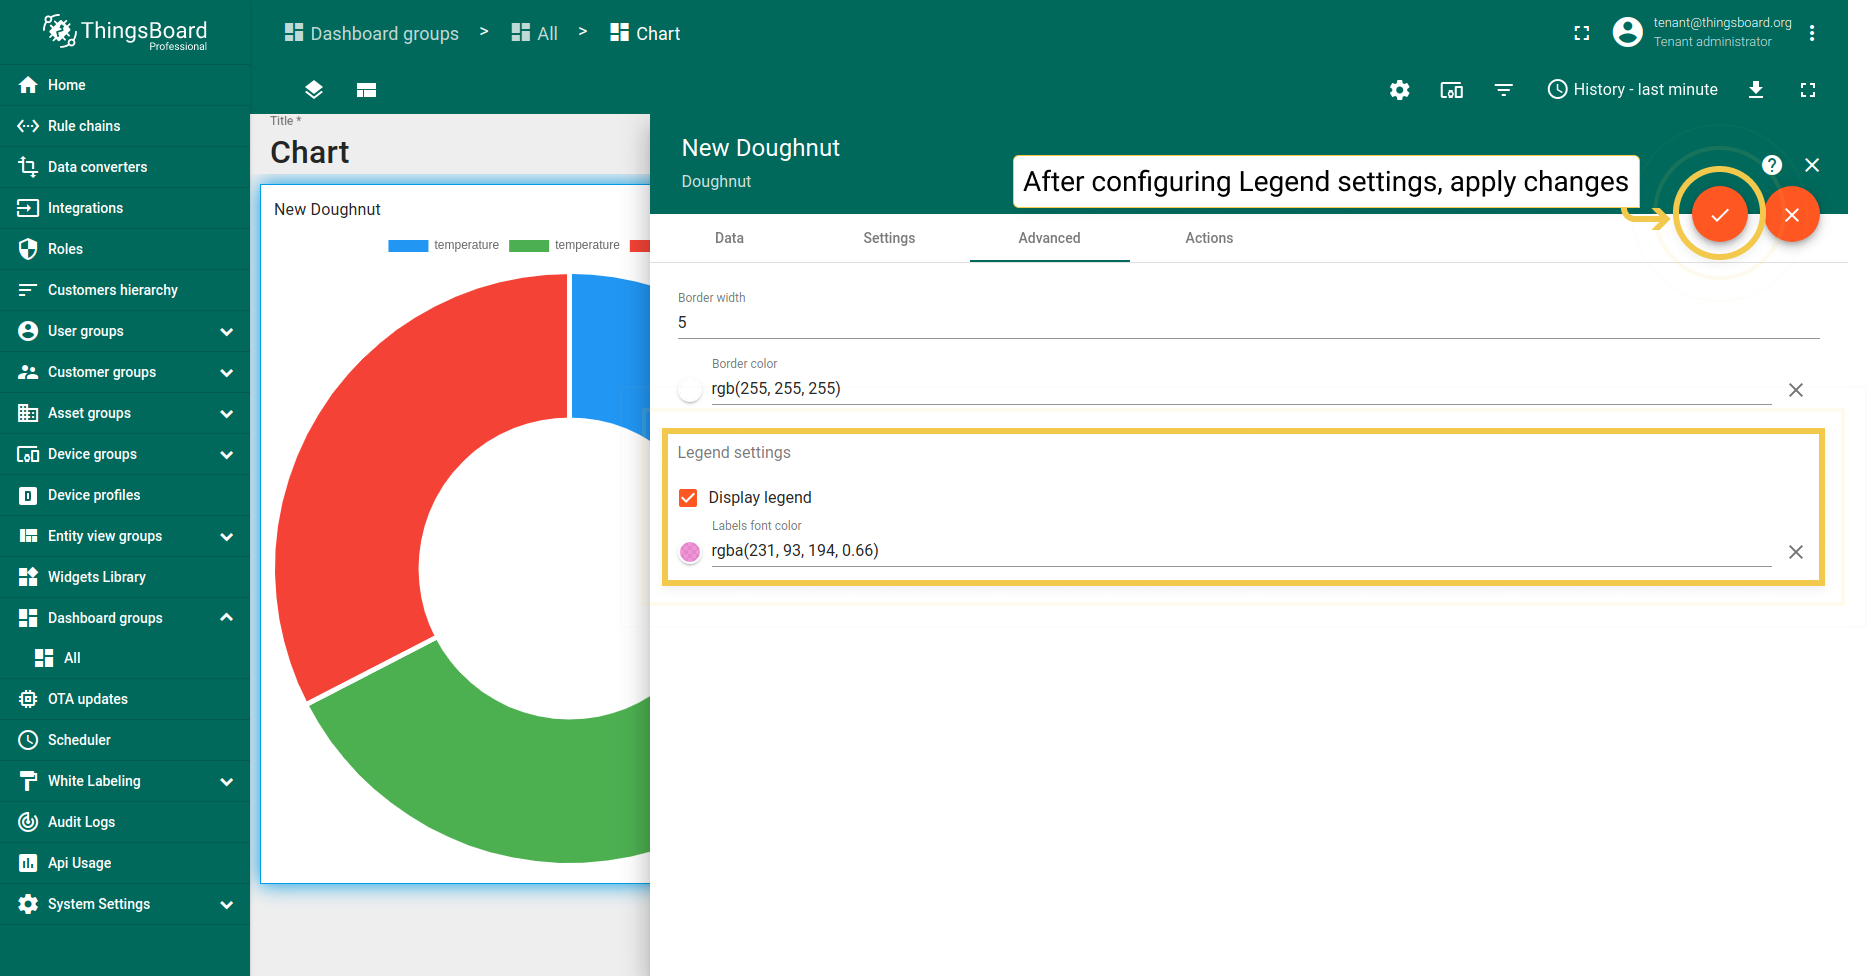 ThingsBoard
Professional
Dashboard groups > All > Chart
tenant@thingsboard.org
Tenant administrator
History - last minute
Home
Rule chains
Data converters
Integrations
Roles
Customers hierarchy
User groups
Customer groups
Asset groups
Device groups
Device profiles
Entity view groups
Widgets Library
Dashboard groups
All
OTA updates
Scheduler
White Labeling
Audit Logs
Api Usage
System Settings
Title *
Chart
New Doughnut
temperature temperature
New Doughnut
Doughnut
After configuring Legend settings, apply changes
Data Settings Advanced Actions
Border width
5
Border color
rgb(255, 255, 255)
Legend settings
Display legend
Labels font color
rgba(231, 93, 194, 0.66)